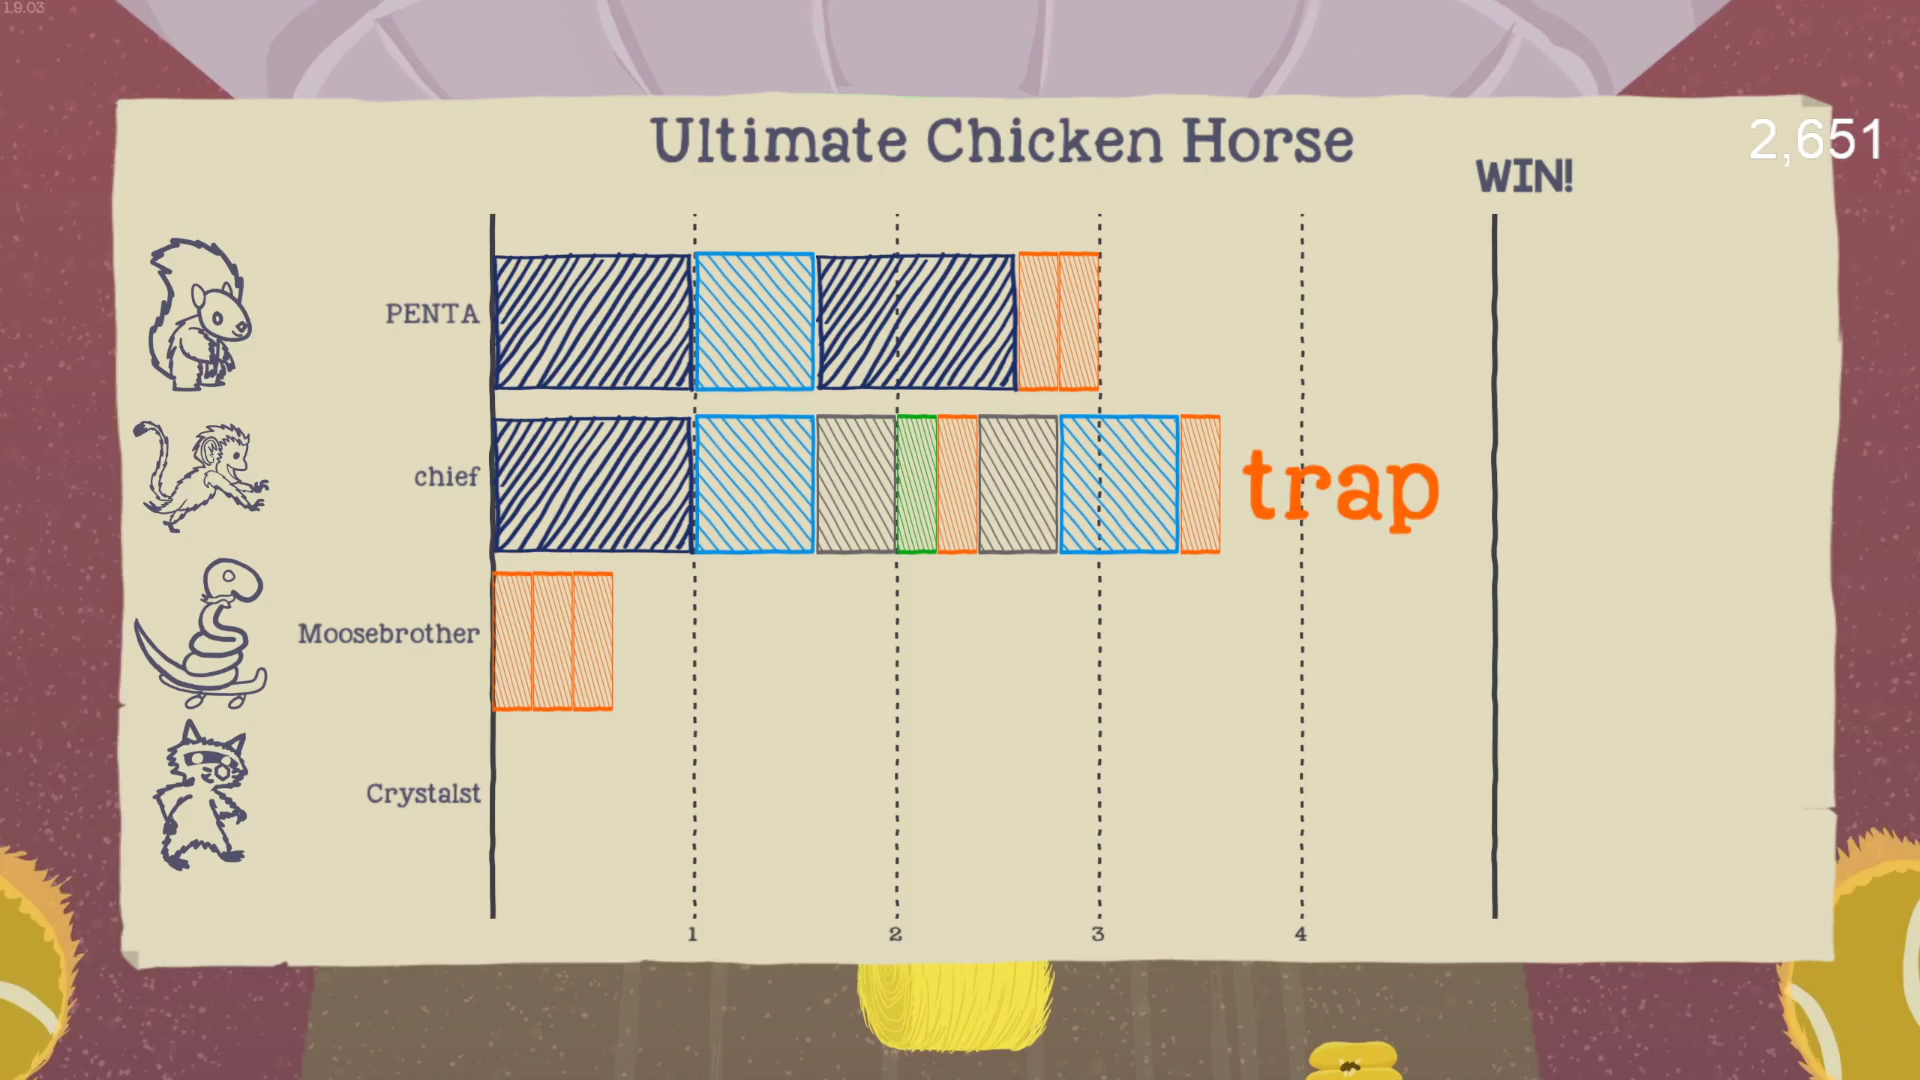 1.9.03
Ultimate Chicken Horse
2,651
WIN!
PENTA
chief
trap
Moosebrother
Crystalst
1 2 3 4